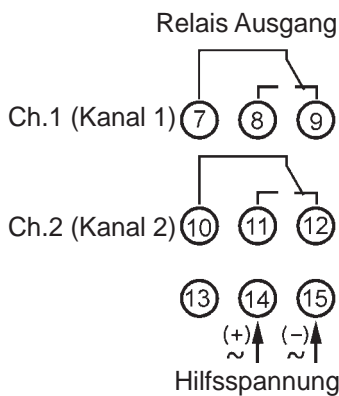 Relais Ausgang
Ch.1 (Kanal 1) 7 8 9
Ch.2 (Kanal 2) 10 11 12
13 14 15
(+) (−)
~ ~
Hilfsspannung